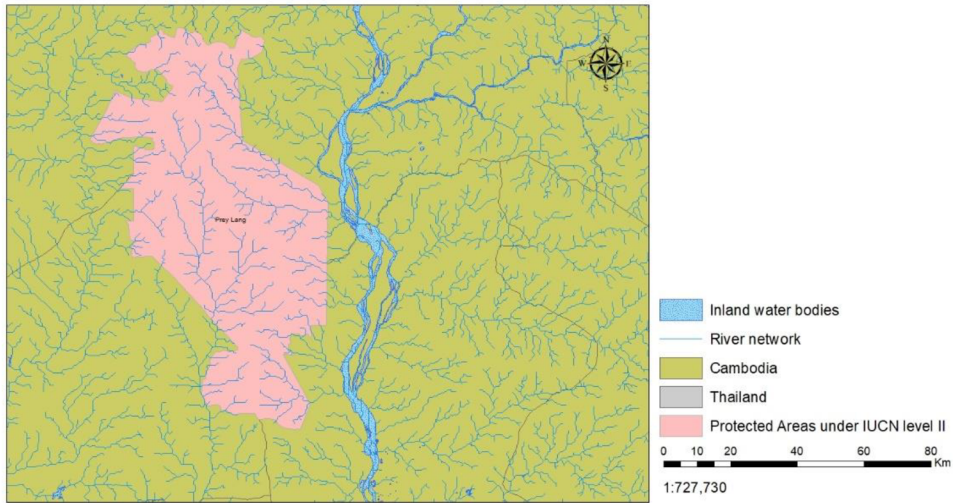 N
W E
S
Prey Lang
Inland water bodies
River network
Cambodia
Thailand
Protected Areas under IUCN level II
0 5 10 20 40 60 80
Km
1:727,730